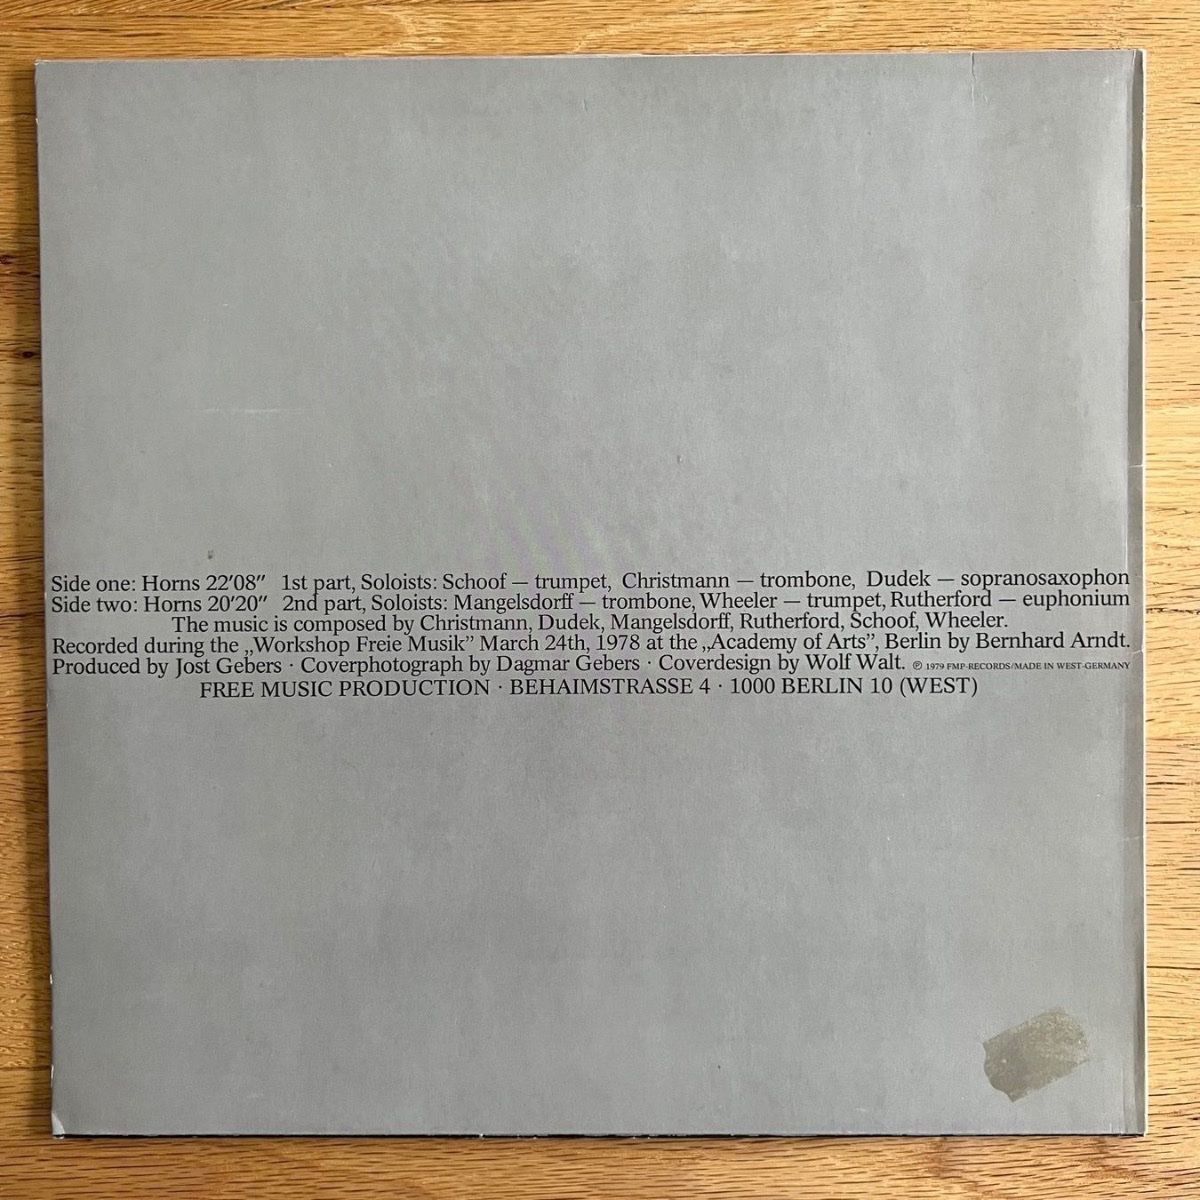 Side one: Horns 22'08" 1st part, Soloists: Schoof — trumpet, Christmann — trombone, Dudek — sopranosaxophon
Side two: Horns 20'20" 2nd part, Soloists: Mangelsdorff — trombone, Wheeler — trumpet, Rutherford — euphonium
The music is composed by Christmann, Dudek, Mangelsdorff, Rutherford, Schoof, Wheeler.
Recorded during the „Workshop Freie Musik” March 24th, 1978 at the „Academy of Arts”, Berlin by Bernhard Arndt.
Produced by Jost Gebers · Coverphotograph by Dagmar Gebers · Coverdesign by Wolf Walt. ℗ 1979 FMP-RECORDS/MADE IN WEST-GERMANY
FREE MUSIC PRODUCTION · BEHAIMSTRASSE 4 · 1000 BERLIN 10 (WEST)